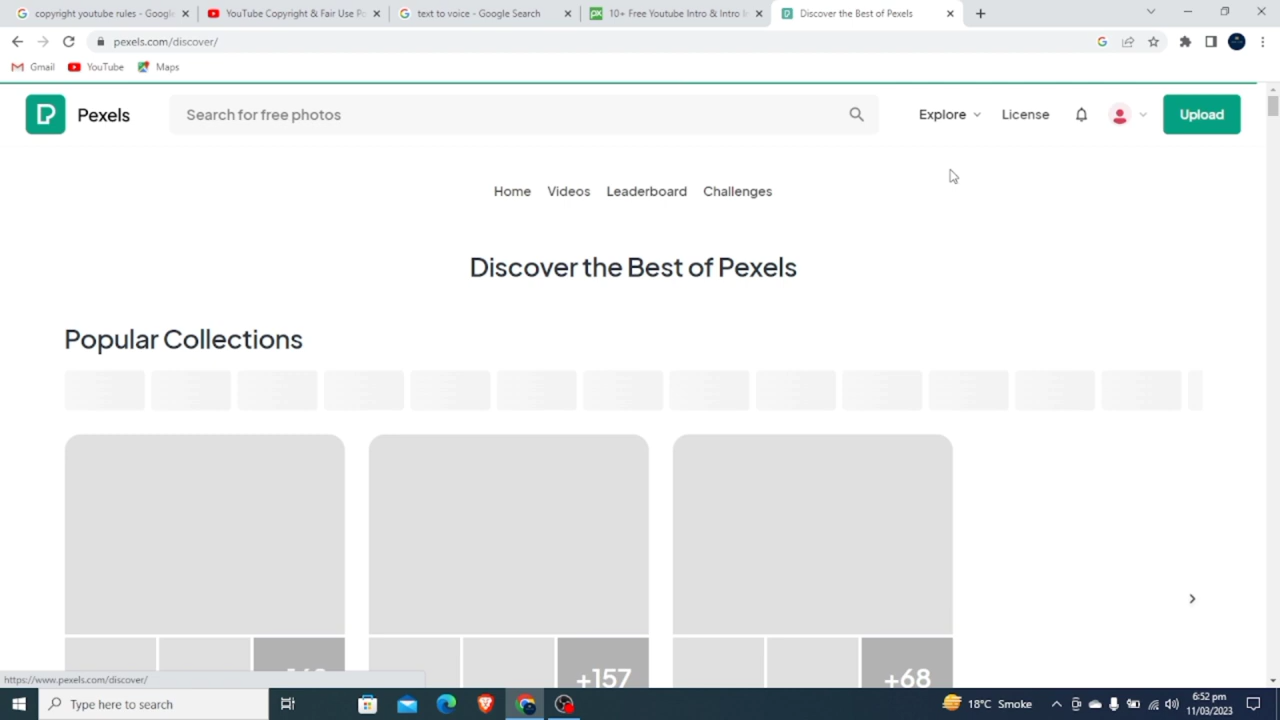 copyright youtube rules - Google
YouTube Copyright & Fair Use Po
text to voice - Google Search
10+ Free Youtube Intro & Intro I
Discover the Best of Pexels
pexels.com/discover/
Gmail
YouTube
Maps
Pexels
Search for free photos
Explore
License
Upload
Home
Videos
Leaderboard
Challenges
Discover the Best of Pexels
Popular Collections
+157
+68
https://www.pexels.com/discover/
Type here to search
18°C Smoke
6:52 pm
11/03/2023